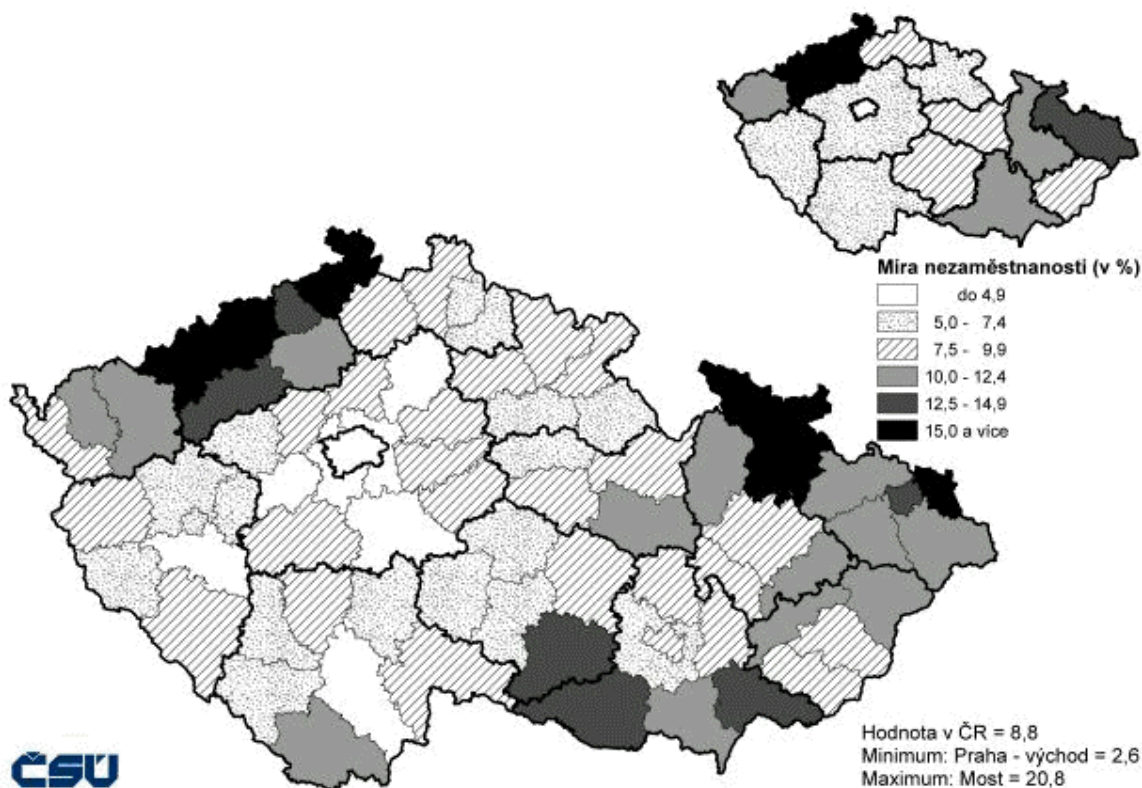 Míra nezaměstnanosti (v %)
do 4,9
5,0 - 7,4
7,5 - 9,9
10,0 - 12,4
12,5 - 14,9
15,0 a více
Hodnota v ČR = 8,8
Minimum: Praha - východ = 2,6
Maximum: Most = 20,8
ČSÚ